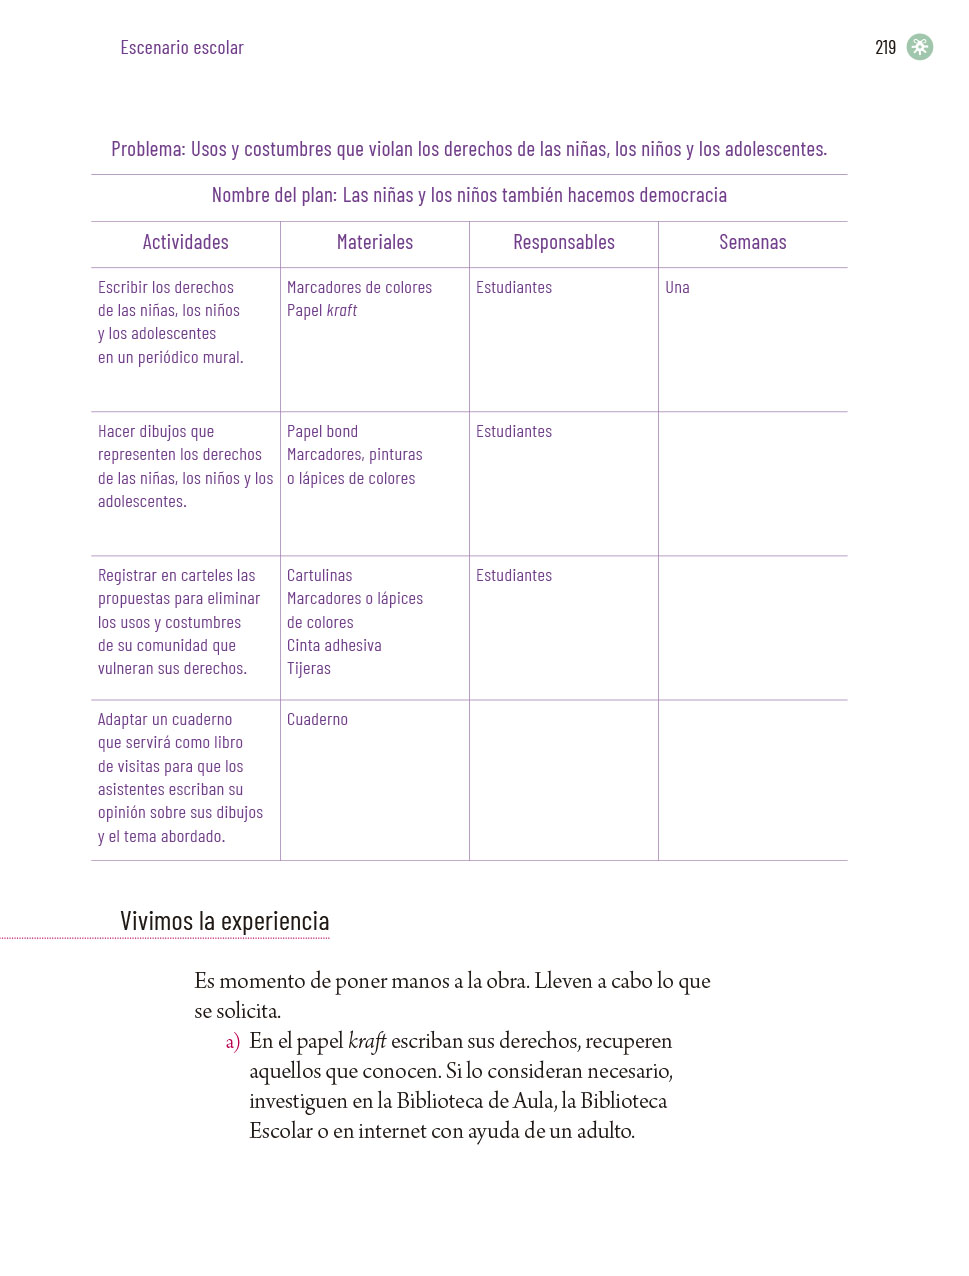 Escenario escolar
219
Problema: Usos y costumbres que violan los derechos de las niñas, los niños y los adolescentes.
Nombre del plan: Las niñas y los niños también hacemos democracia
Actividades
Materiales
Responsables
Semanas
Escribir los derechos
de las niñas, los niños
y los adolescentes
en un periódico mural.
Marcadores de colores
Papel kraft
Estudiantes
Una
Hacer dibujos que
representen los derechos
de las niñas, los niños y los
adolescentes.
Papel bond
Marcadores, pinturas
o lápices de colores
Estudiantes
Registrar en carteles las
propuestas para eliminar
los usos y costumbres
de su comunidad que
vulneran sus derechos.
Cartulinas
Marcadores o lápices
de colores
Cinta adhesiva
Tijeras
Estudiantes
Adaptar un cuaderno
que servirá como libro
de visitas para que los
asistentes escriban su
opinión sobre sus dibujos
y el tema abordado.
Cuaderno
Vivimos la experiencia
Es momento de poner manos a la obra. Lleven a cabo lo que
se solicita.
a) En el papel kraft escriban sus derechos, recuperen
aquellos que conocen. Si lo consideran necesario,
investiguen en la Biblioteca de Aula, la Biblioteca
Escolar o en internet con ayuda de un adulto.